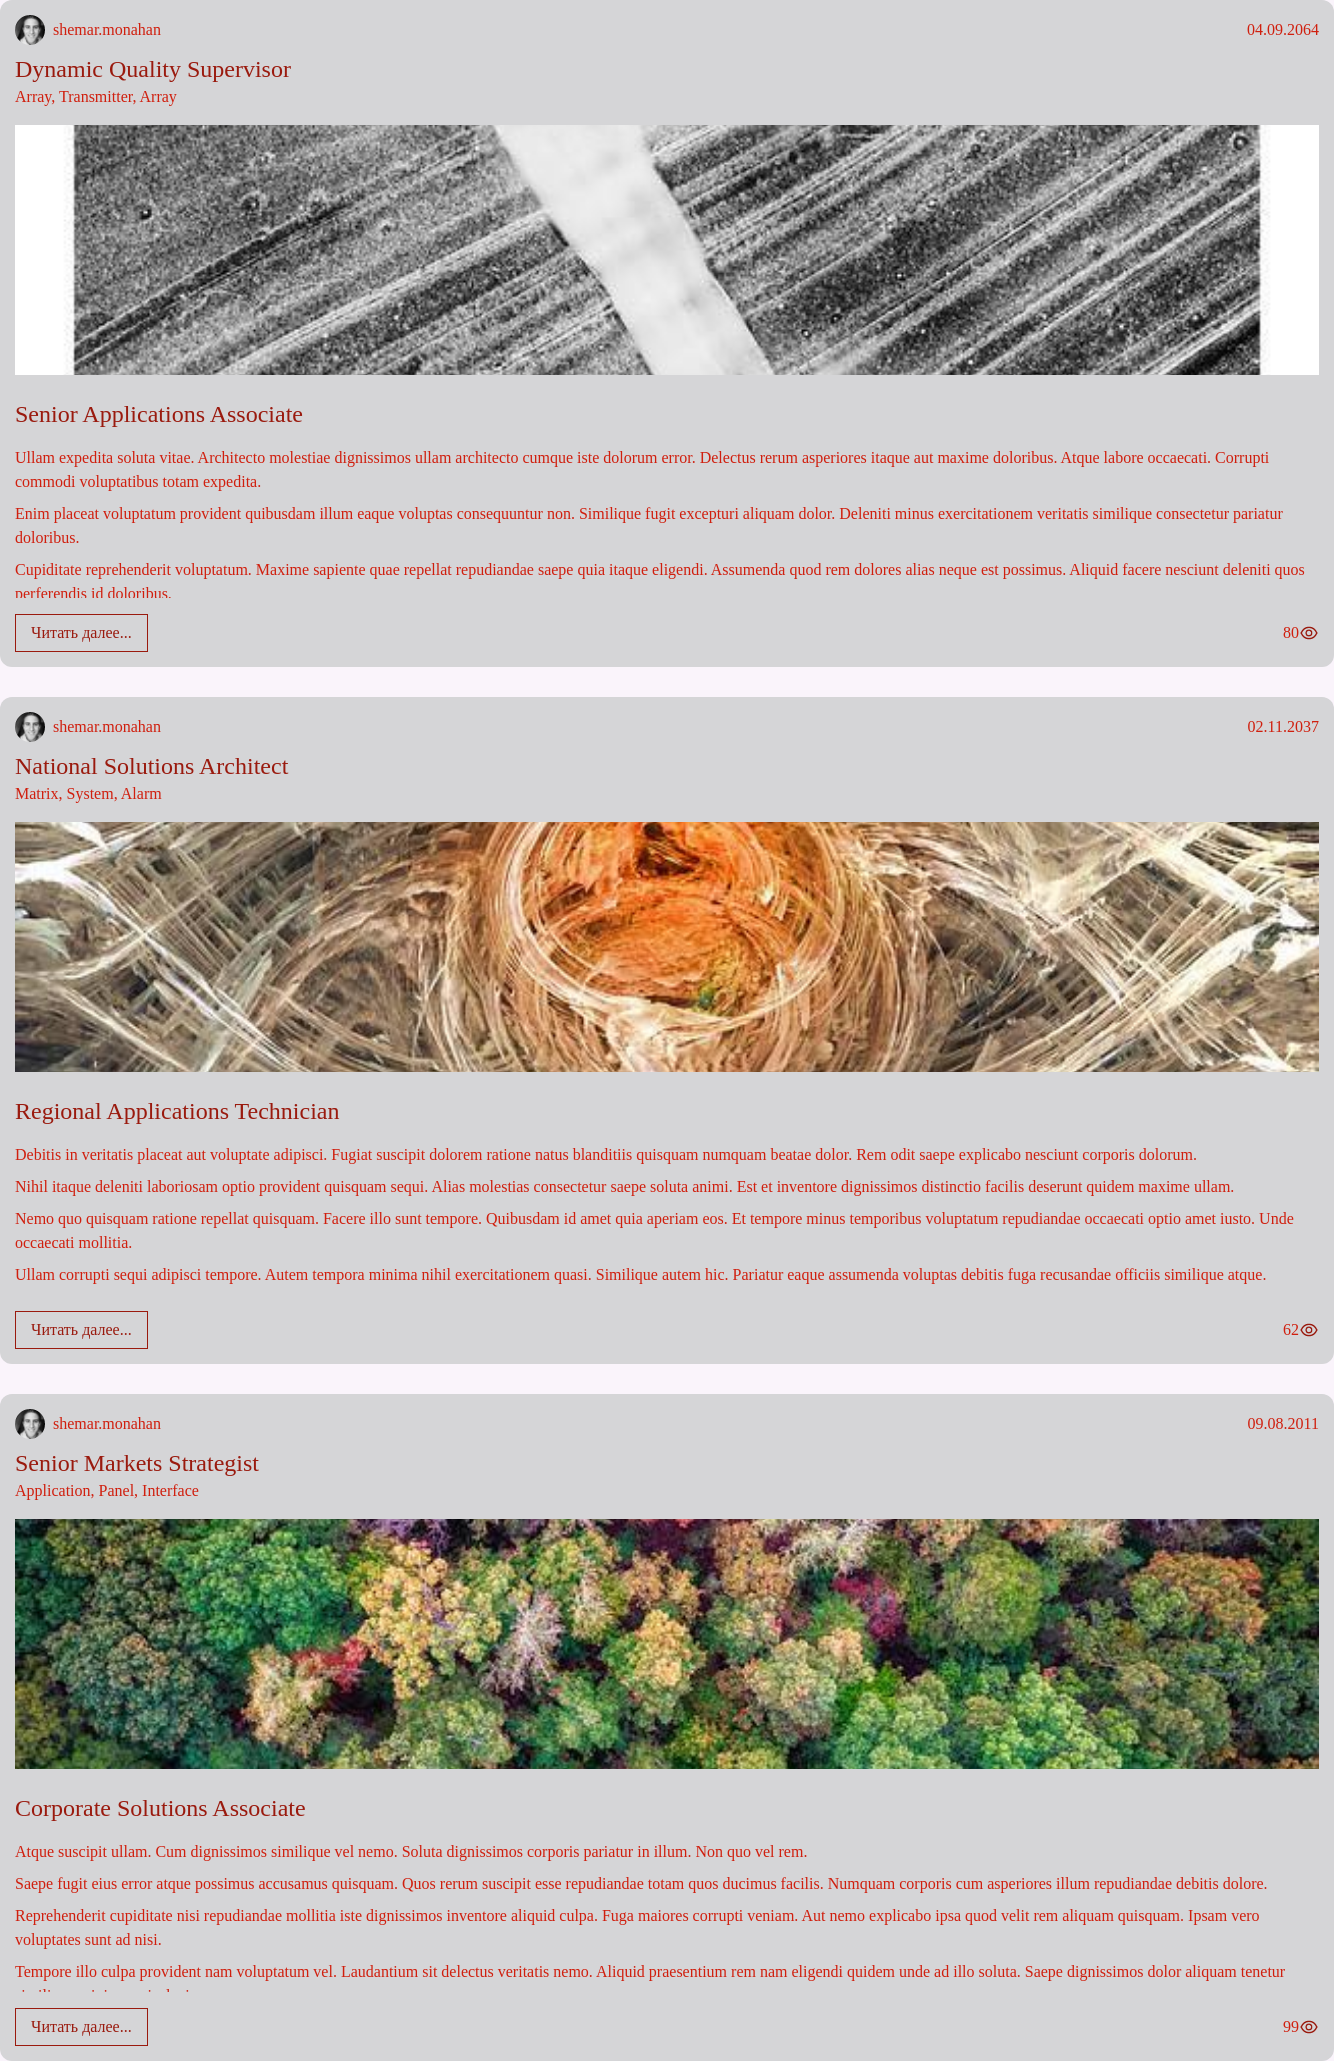 shemar.monahan
04.09.2064
Dynamic Quality Supervisor
Array, Transmitter, Array
Senior Applications Associate
Ullam expedita soluta vitae. Architecto molestiae dignissimos ullam architecto cumque iste dolorum error. Delectus rerum asperiores itaque aut maxime doloribus. Atque labore occaecati. Corrupti
commodi voluptatibus totam expedita.
Enim placeat voluptatum provident quibusdam illum eaque voluptas consequuntur non. Similique fugit excepturi aliquam dolor. Deleniti minus exercitationem veritatis similique consectetur pariatur
doloribus.
Cupiditate reprehenderit voluptatum. Maxime sapiente quae repellat repudiandae saepe quia itaque eligendi. Assumenda quod rem dolores alias neque est possimus. Aliquid facere nesciunt deleniti quos
perferendis id doloribus.
Читать далее...
80
shemar.monahan
02.11.2037
National Solutions Architect
Matrix, System, Alarm
Regional Applications Technician
Debitis in veritatis placeat aut voluptate adipisci. Fugiat suscipit dolorem ratione natus blanditiis quisquam numquam beatae dolor. Rem odit saepe explicabo nesciunt corporis dolorum.
Nihil itaque deleniti laboriosam optio provident quisquam sequi. Alias molestias consectetur saepe soluta animi. Est et inventore dignissimos distinctio facilis deserunt quidem maxime ullam.
Nemo quo quisquam ratione repellat quisquam. Facere illo sunt tempore. Quibusdam id amet quia aperiam eos. Et tempore minus temporibus voluptatum repudiandae occaecati optio amet iusto. Unde
occaecati mollitia.
Ullam corrupti sequi adipisci tempore. Autem tempora minima nihil exercitationem quasi. Similique autem hic. Pariatur eaque assumenda voluptas debitis fuga recusandae officiis similique atque.
Читать далее...
62
shemar.monahan
09.08.2011
Senior Markets Strategist
Application, Panel, Interface
Corporate Solutions Associate
Atque suscipit ullam. Cum dignissimos similique vel nemo. Soluta dignissimos corporis pariatur in illum. Non quo vel rem.
Saepe fugit eius error atque possimus accusamus quisquam. Quos rerum suscipit esse repudiandae totam quos ducimus facilis. Numquam corporis cum asperiores illum repudiandae debitis dolore.
Reprehenderit cupiditate nisi repudiandae mollitia iste dignissimos inventore aliquid culpa. Fuga maiores corrupti veniam. Aut nemo explicabo ipsa quod velit rem aliquam quisquam. Ipsam vero
voluptates sunt ad nisi.
Tempore illo culpa provident nam voluptatum vel. Laudantium sit delectus veritatis nemo. Aliquid praesentium rem nam eligendi quidem unde ad illo soluta. Saepe dignissimos dolor aliquam tenetur
Читать далее...
99